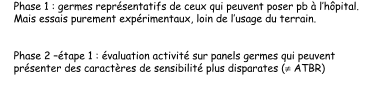 Phase 1 : germes représentatifs de ceux qui peuvent poser pb à l'hôpital.
Mais essais purement expérimentaux, loin de l'usage du terrain.
Phase 2 –étape 1 : évaluation activité sur panels germes qui peuvent
présenter des caractères de sensibilité plus disparates (≠ ATBR)